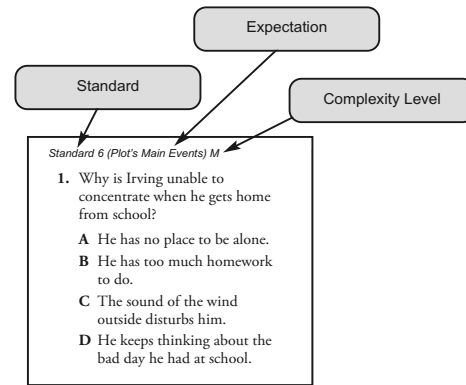 Expectation
Standard
Complexity Level
Standard 6 (Plot's Main Events) M
1. Why is Irving unable to
concentrate when he gets home
from school?
A He has no place to be alone.
B He has too much homework
to do.
C The sound of the wind
outside disturbs him.
D He keeps thinking about the
bad day he had at school.